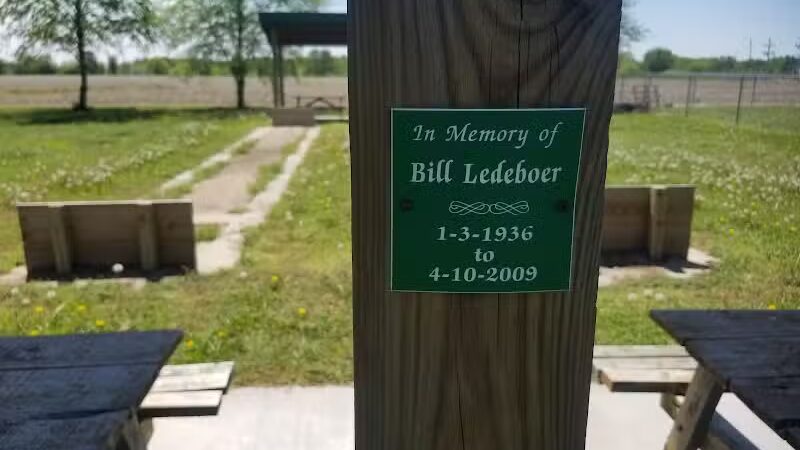 In Memory of
Bill Ledeboer
1-3-1936
to
4-10-2009